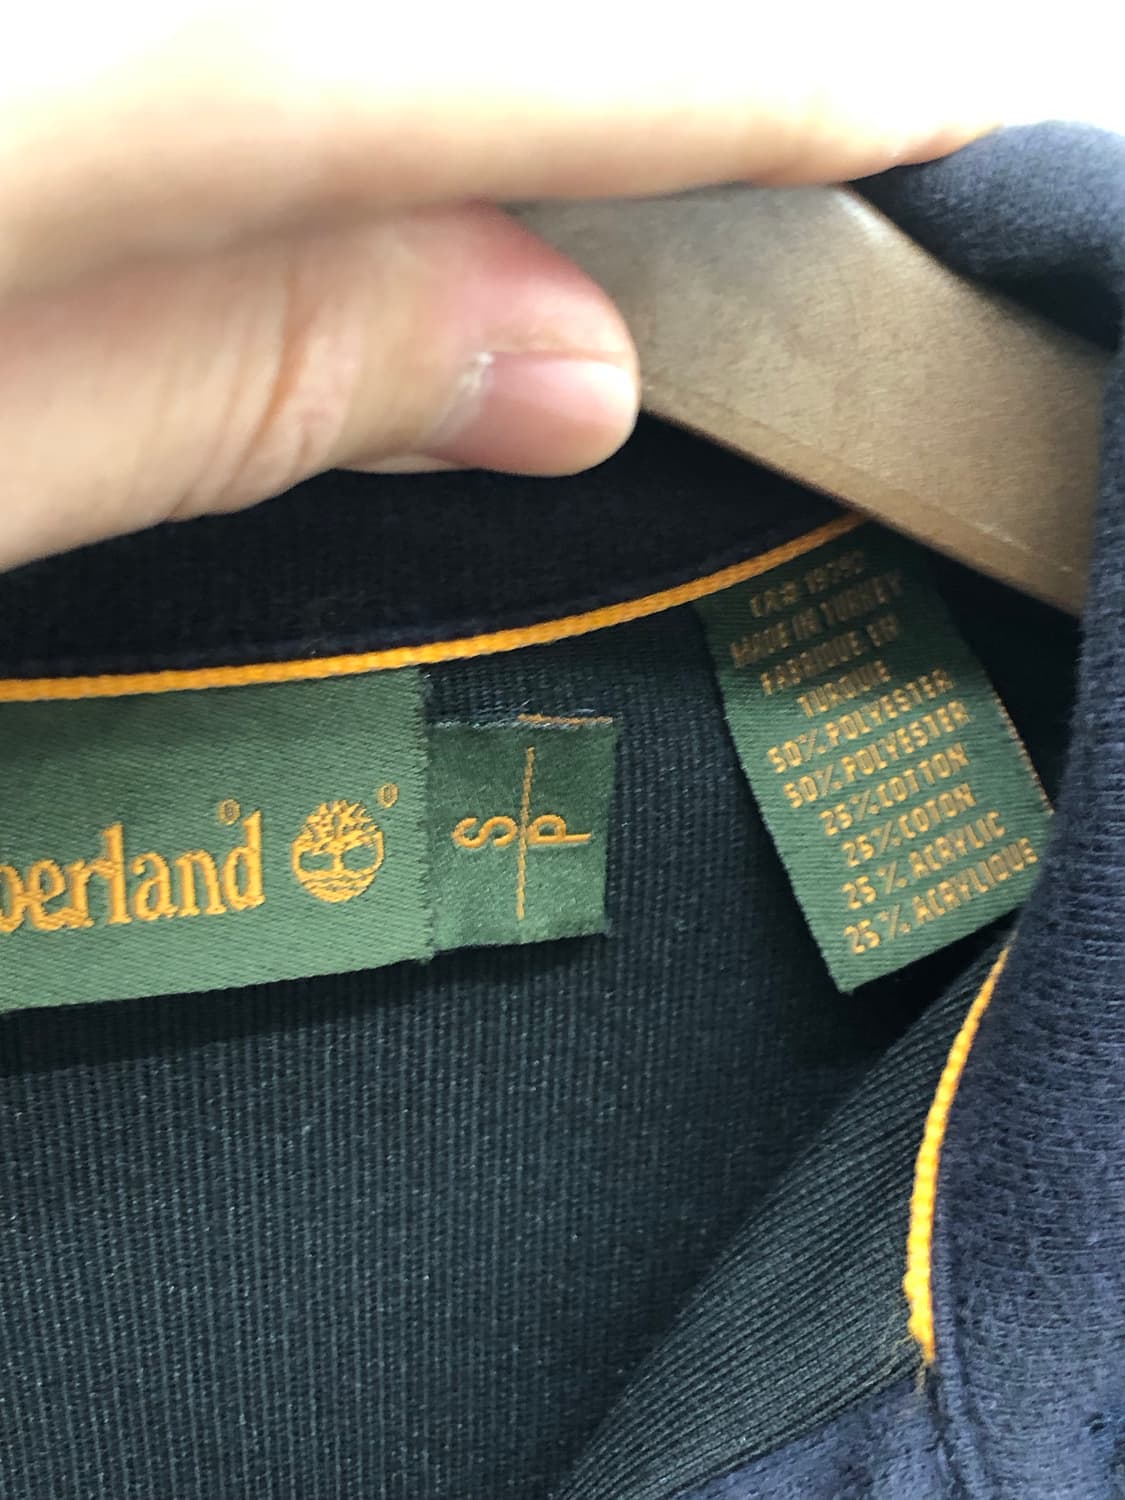 berland®
®
S P
MADE IN TURKEY
FABRIQUE EN
TURQUIE
50% POLYESTER
50% POLYESTER
25% COTTON
25% COTON
25% ACRYLIC
25% ACRYLIQUE